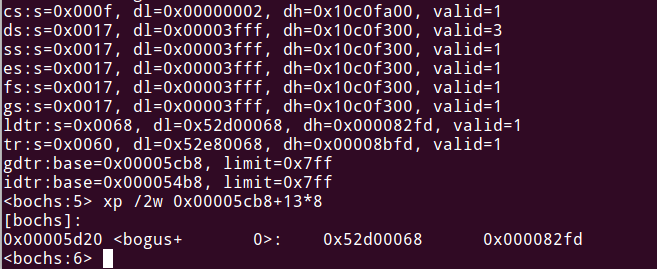 cs:s=0x000f, dl=0x00000002, dh=0x10c0fa00, valid=1
ds:s=0x0017, dl=0x00003fff, dh=0x10c0f300, valid=3
ss:s=0x0017, dl=0x00003fff, dh=0x10c0f300, valid=1
es:s=0x0017, dl=0x00003fff, dh=0x10c0f300, valid=1
fs:s=0x0017, dl=0x00003fff, dh=0x10c0f300, valid=1
gs:s=0x0017, dl=0x00003fff, dh=0x10c0f300, valid=1
ldtr:s=0x0068, dl=0x52d00068, dh=0x000082fd, valid=1
tr:s=0x0060, dl=0x52e80068, dh=0x00008bfd, valid=1
gdtr:base=0x00005cb8, limit=0x7ff
idtr:base=0x000054b8, limit=0x7ff
<bochs:5> xp /2w 0x00005cb8+13*8
[bochs]:
0x00005d20 <bogus+       0>:    0x52d00068      0x000082fd
<bochs:6>